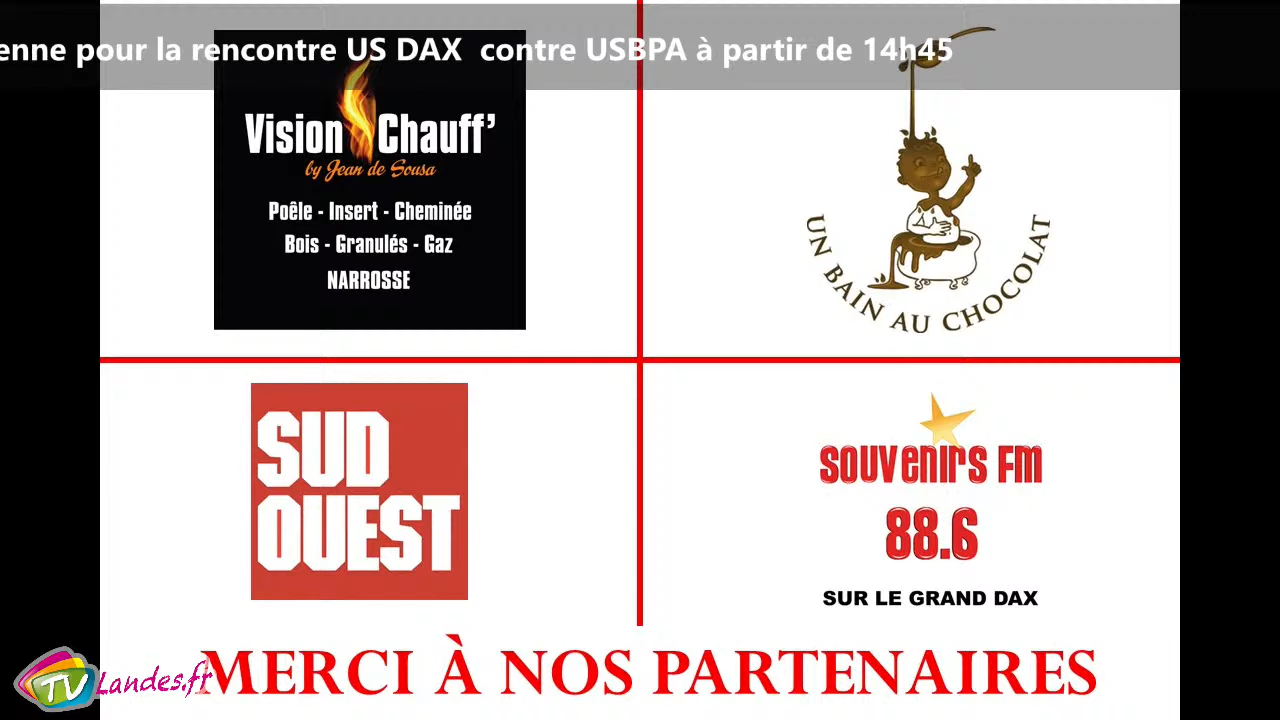 enne pour la rencontre US DAX contre USBPA à partir de 14h45
Vision Chauff’
by Jean de Sousa
Poêle - Insert - Cheminée
Bois - Granulés - Gaz
NARROSSE
UN BAIN AU CHOCOLAT
SUD
OUEST
SOUVENIRS FM
88.6
SUR LE GRAND DAX
MERCI À NOS PARTENAIRES
TV Landes.fr